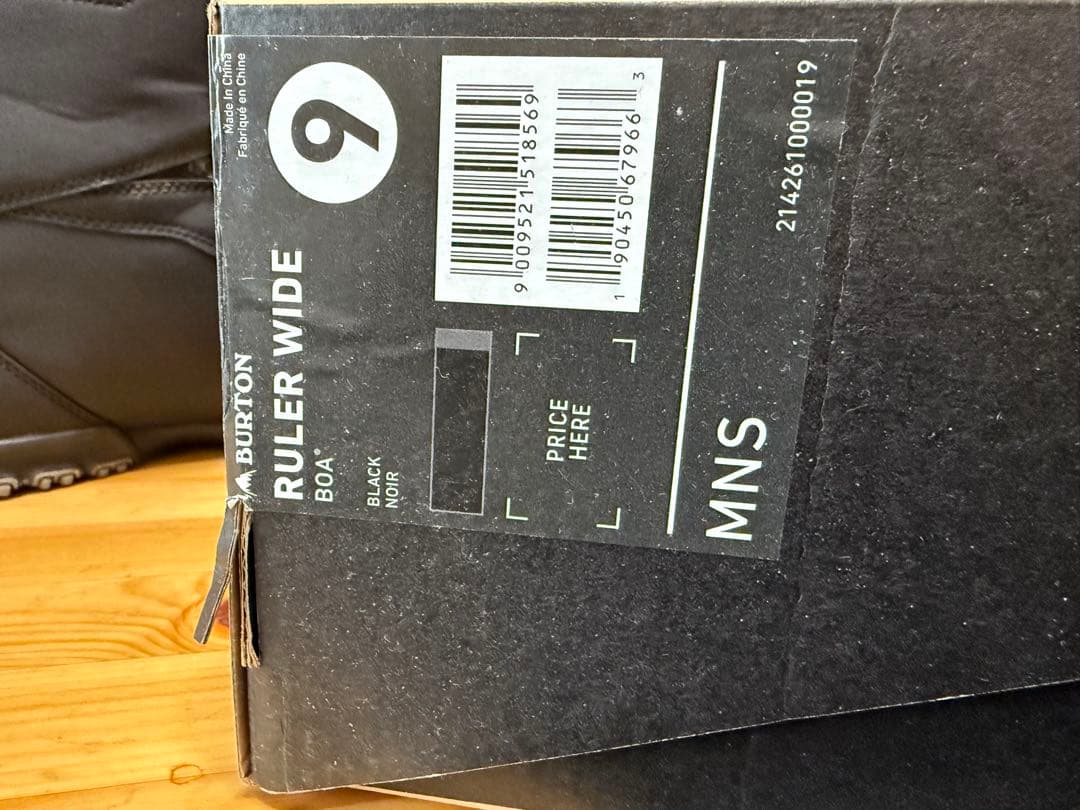 Made In China
Fabriqué en Chine
BURTON
RULER WIDE
BOA®
9
BLACK
NOIR
9 009521 518569
1 90450 67966 3
PRICE
HERE
MNS
21426100019